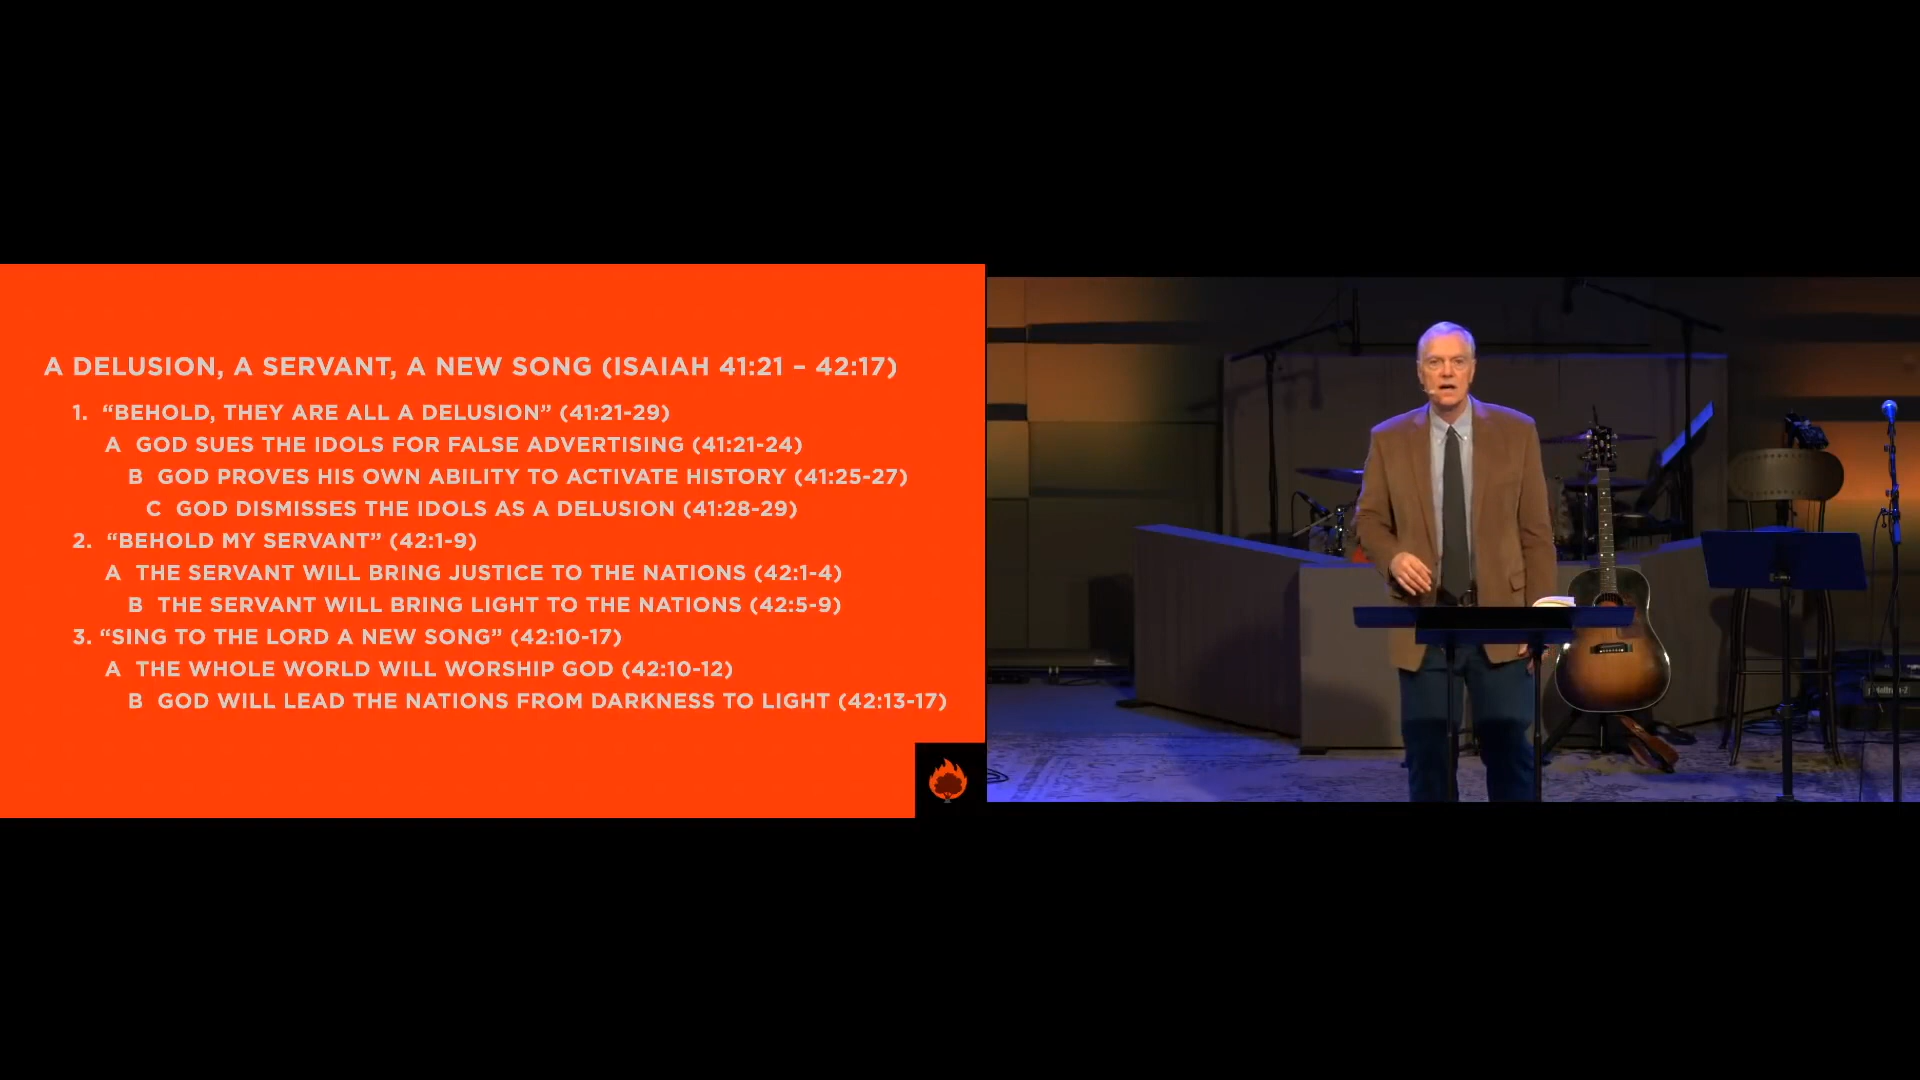 A DELUSION, A SERVANT, A NEW SONG (ISAIAH 41:21 – 42:17)
1. “BEHOLD, THEY ARE ALL A DELUSION” (41:21-29)
A GOD SUES THE IDOLS FOR FALSE ADVERTISING (41:21-24)
B GOD PROVES HIS OWN ABILITY TO ACTIVATE HISTORY (41:25-27)
C GOD DISMISSES THE IDOLS AS A DELUSION (41:28-29)
2. “BEHOLD MY SERVANT” (42:1-9)
A THE SERVANT WILL BRING JUSTICE TO THE NATIONS (42:1-4)
B THE SERVANT WILL BRING LIGHT TO THE NATIONS (42:5-9)
3. “SING TO THE LORD A NEW SONG” (42:10-17)
A THE WHOLE WORLD WILL WORSHIP GOD (42:10-12)
B GOD WILL LEAD THE NATIONS FROM DARKNESS TO LIGHT (42:13-17)